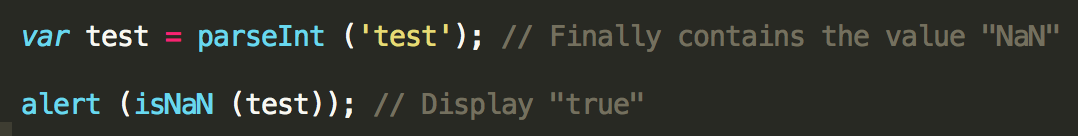 var test = parseInt ('test'); // Finally contains the value "NaN"
alert (isNaN (test)); // Display "true"